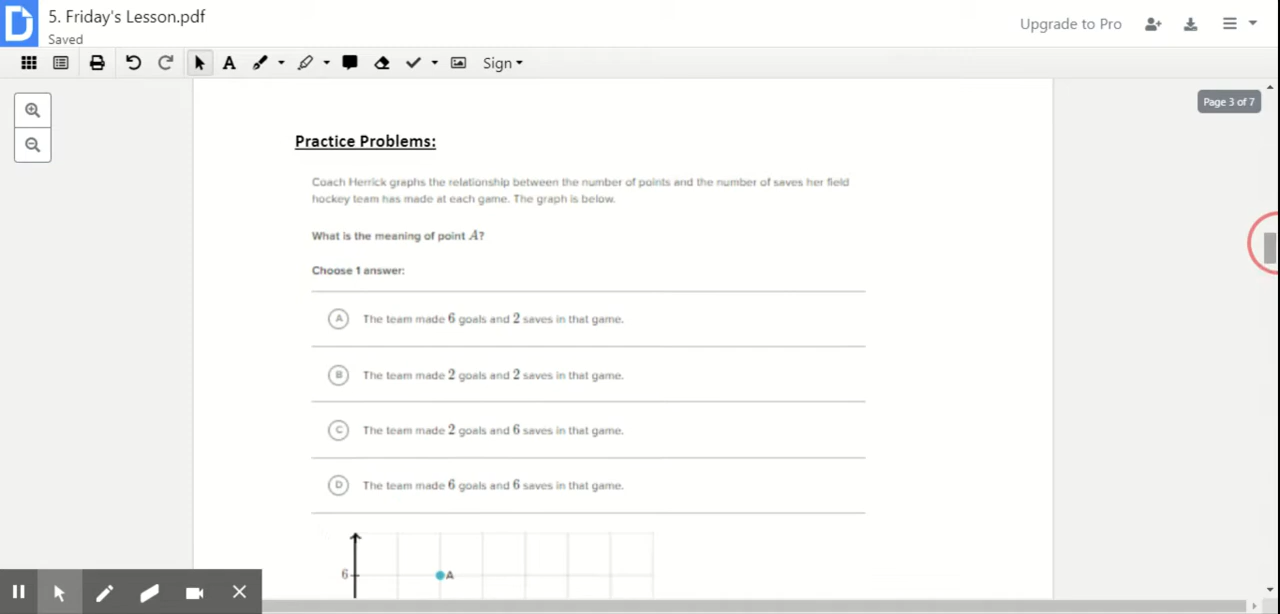 5. Friday's Lesson.pdf
Saved
Upgrade to Pro
A
Sign
Page 3 of 7
Practice Problems:
Coach Herrick graphs the relationship between the number of points and the number of saves her field
hockey team has made at each game. The graph is below.
What is the meaning of point A?
Choose 1 answer:
A The team made 6 goals and 2 saves in that game.
B The team made 2 goals and 2 saves in that game.
C The team made 2 goals and 6 saves in that game.
D The team made 6 goals and 6 saves in that game.
6 A